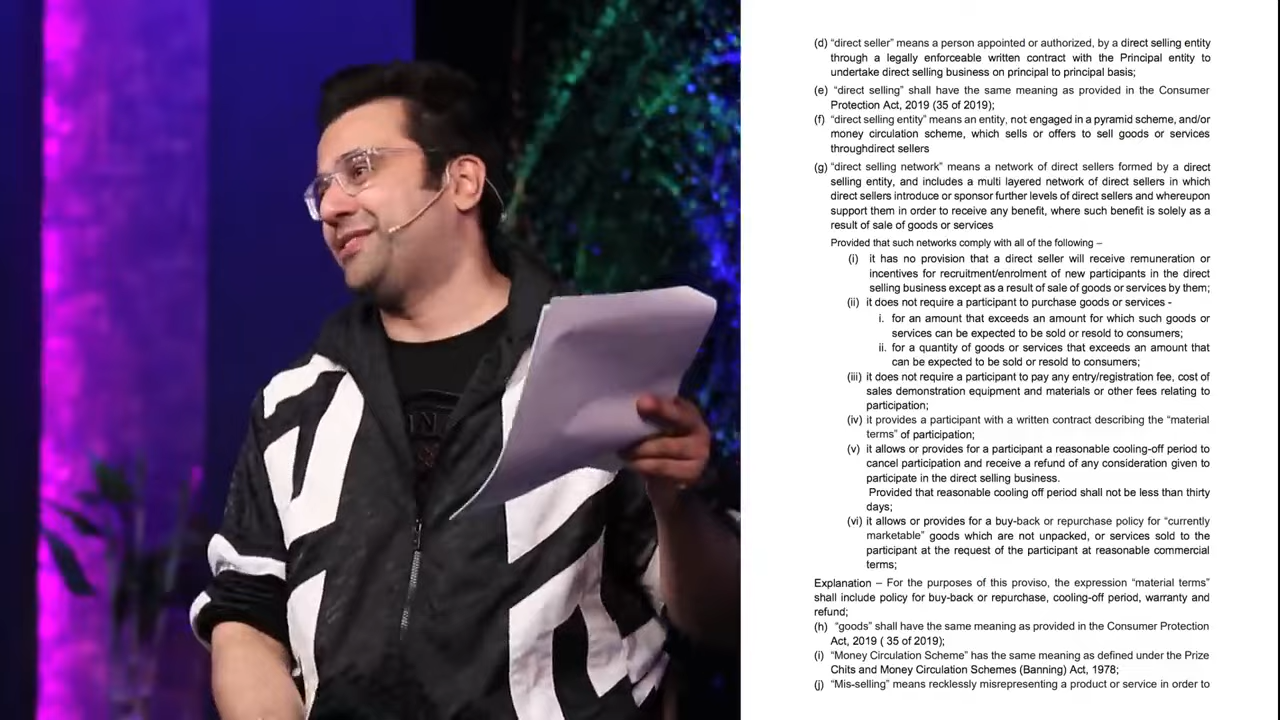 (d) “direct seller” means a person appointed or authorized, by a direct selling entity
through a legally enforceable written contract with the Principal entity to
undertake direct selling business on principal to principal basis;
(e) “direct selling” shall have the same meaning as provided in the Consumer
Protection Act, 2019 (35 of 2019);
(f) “direct selling entity” means an entity, not engaged in a pyramid scheme, and/or
money circulation scheme, which sells or offers to sell goods or services
throughdirect sellers
(g) “direct selling network” means a network of direct sellers formed by a direct
selling entity, and includes a multi layered network of direct sellers in which
direct sellers introduce or sponsor further levels of direct sellers and whereupon
support them in order to receive any benefit, where such benefit is solely as a
result of sale of goods or services
Provided that such networks comply with all of the following –
(i) it has no provision that a direct seller will receive remuneration or
incentives for recruitment/enrolment of new participants in the direct
selling business except as a result of sale of goods or services by them;
(ii) it does not require a participant to purchase goods or services -
i. for an amount that exceeds an amount for which such goods or
services can be expected to be sold or resold to consumers;
ii. for a quantity of goods or services that exceeds an amount that
can be expected to be sold or resold to consumers;
(iii) it does not require a participant to pay any entry/registration fee, cost of
sales demonstration equipment and materials or other fees relating to
participation;
(iv) it provides a participant with a written contract describing the “material
terms” of participation;
(v) it allows or provides for a participant a reasonable cooling-off period to
cancel participation and receive a refund of any consideration given to
participate in the direct selling business.
Provided that reasonable cooling off period shall not be less than thirty
days;
(vi) it allows or provides for a buy-back or repurchase policy for “currently
marketable” goods which are not unpacked, or services sold to the
participant at the request of the participant at reasonable commercial
terms;
Explanation – For the purposes of this proviso, the expression “material terms”
shall include policy for buy-back or repurchase, cooling-off period, warranty and
refund;
(h) “goods” shall have the same meaning as provided in the Consumer Protection
Act, 2019 ( 35 of 2019);
(i) “Money Circulation Scheme” has the same meaning as defined under the Prize
Chits and Money Circulation Schemes (Banning) Act, 1978;
(j) “Mis-selling” means recklessly misrepresenting a product or service in order to